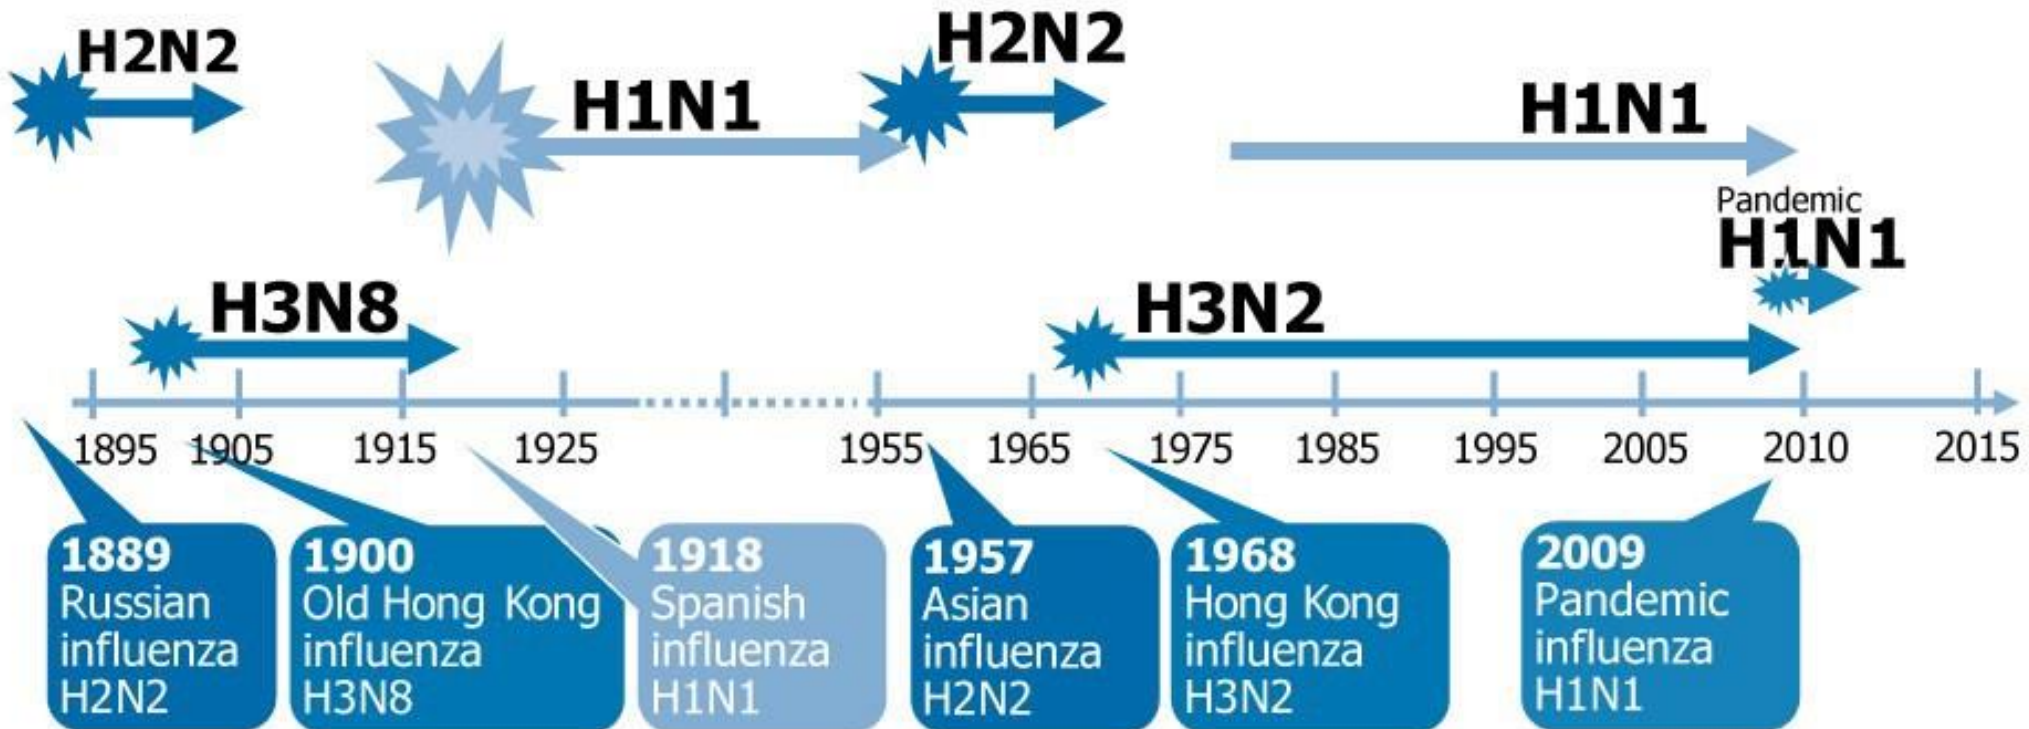 H2N2
H2N2
H1N1
H1N1
Pandemic
H1N1
H3N8
H3N2
1895 1905 1915 1925 1955 1965 1975 1985 1995 2005 2010 2015
1889
Russian
influenza
H2N2
1900
Old Hong Kong
influenza
H3N8
1918
Spanish
influenza
H1N1
1957
Asian
influenza
H2N2
1968
Hong Kong
influenza
H3N2
2009
Pandemic
influenza
H1N1